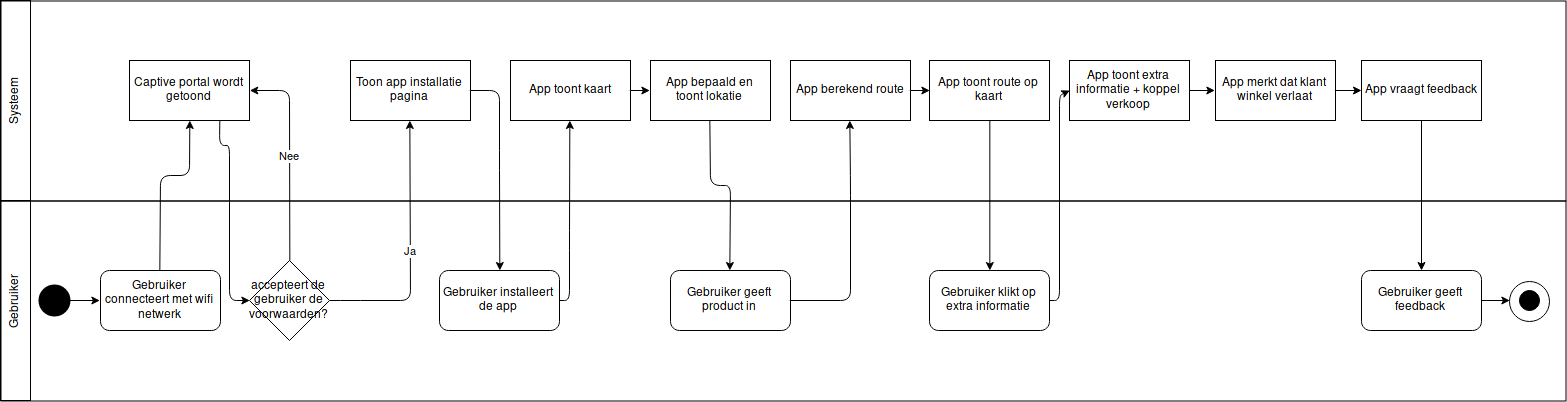 Systeem
Captive portal wordt
getoond
Toon app installatie
pagina
App toont kaart
App bepaald en
toont lokatie
App berekend route
App toont route op
kaart
App toont extra
informatie + koppel
verkoop
App merkt dat klant
winkel verlaat
App vraagt feedback
Nee
Ja
Gebruiker
Gebruiker
connecteert met wifi
netwerk
accepteert de
gebruiker de
voorwaarden?
Gebruiker installeert
de app
Gebruiker geeft
product in
Gebruiker klikt op
extra informatie
Gebruiker geeft
feedback